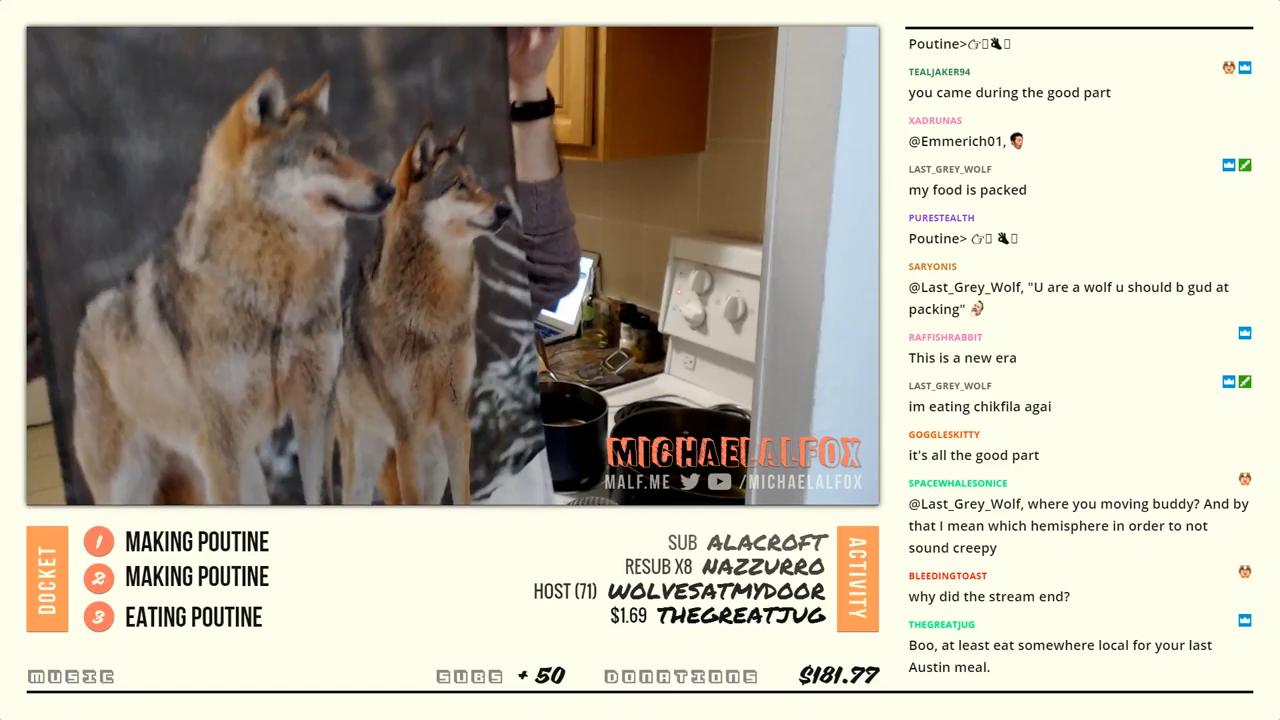 MICHAELALFOX
MALF.ME /MICHAELALFOX
DOCKET
1 MAKING POUTINE
2 MAKING POUTINE
3 EATING POUTINE
SUB ALACROFT
RESUB X8 NAZZURRO
HOST (71) WOLVESATMYDOOR
$1.69 THEGREATJUG
ACTIVITY
MUSIC
SUBS + 50
DONATIONS $181.77
Poutine>
TEALJAKER94
you came during the good part
XADRUNAS
@Emmerich01,
LAST_GREY_WOLF
my food is packed
PURESTEALTH
Poutine>
SARYONIS
@Last_Grey_Wolf, "U are a wolf u should b gud at
packing"
RAFFISHRABBIT
This is a new era
LAST_GREY_WOLF
im eating chikfila agai
GOGGLESKITTY
it's all the good part
SPACEWHALESONICE
@Last_Grey_Wolf, where you moving buddy? And by
that I mean which hemisphere in order to not
sound creepy
BLEEDINGTOAST
why did the stream end?
THEGREATJUG
Boo, at least eat somewhere local for your last
Austin meal.